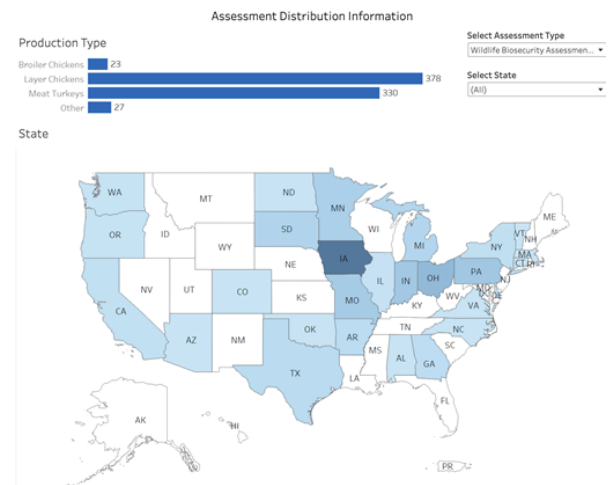 Assessment Distribution Information
Production Type
Select Assessment Type
Wildlife Biosecurity Assessmen...
Broiler Chickens 23
Layer Chickens 378
Select State
(All)
Meat Turkeys 330
Other 27
State
WA
MT
ND
MN
ME
OR
ID
SD
WI
MI
VT
NH
NY
WY
MA
CT
RI
IA
NE
PA
NJ
NV
UT
CO
IL
IN
OH
MD
DE
CA
KS
MO
WV
KY
VA
AZ
NM
OK
AR
TN
NC
SC
MS
AL
GA
TX
LA
FL
AK
HI
PR